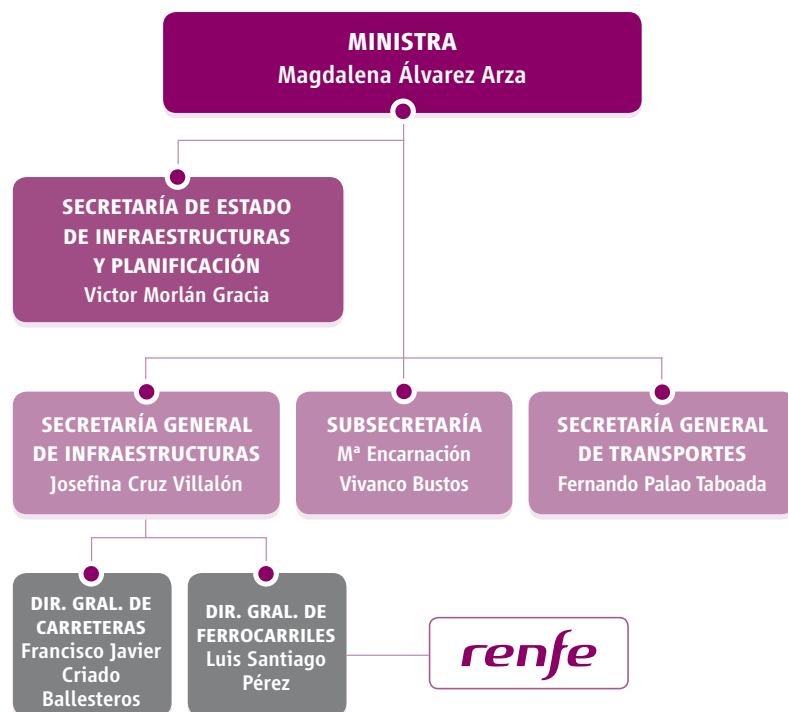 MINISTRA
Magdalena Álvarez Arza
SECRETARÍA DE ESTADO
DE INFRAESTRUCTURAS
Y PLANIFICACIÓN
Victor Morlán Gracia
SECRETARÍA GENERAL
DE INFRAESTRUCTURAS
Josefina Cruz Villalón
SUBSECRETARÍA
Mª Encarnación
Vivanco Bustos
SECRETARÍA GENERAL
DE TRANSPORTES
Fernando Palao Taboada
DIR. GRAL. DE
CARRETERAS
Francisco Javier
Criado
Ballesteros
DIR. GRAL. DE
FERROCARRILES
Luis Santiago
Pérez
renfe